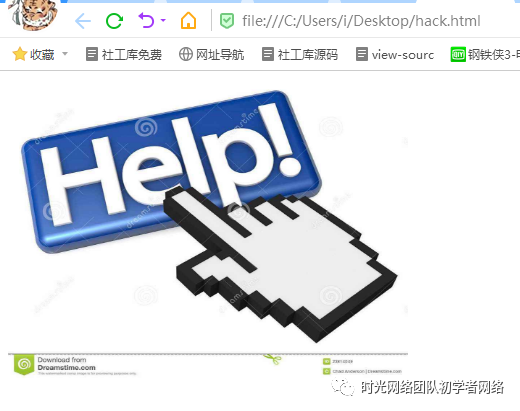 file:///C:/Users/i/Desktop/hack.html
收藏 社工库免费 网址导航 社工库源码 view-sourc 钢铁侠3-
Help!
Download from
Dreamstime.com
时光网络团队初学者网络